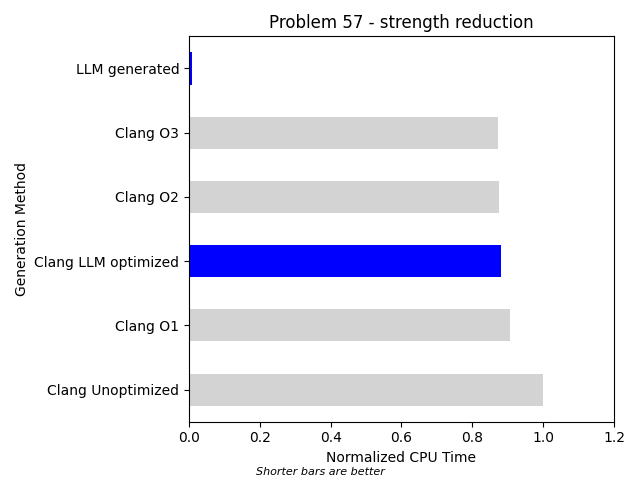 Problem 57 - strength reduction
LLM generated
Clang O3
Clang O2
Clang LLM optimized
Clang O1
Clang Unoptimized
Generation Method
0.0 0.2 0.4 0.6 0.8 1.0 1.2
Normalized CPU Time
Shorter bars are better